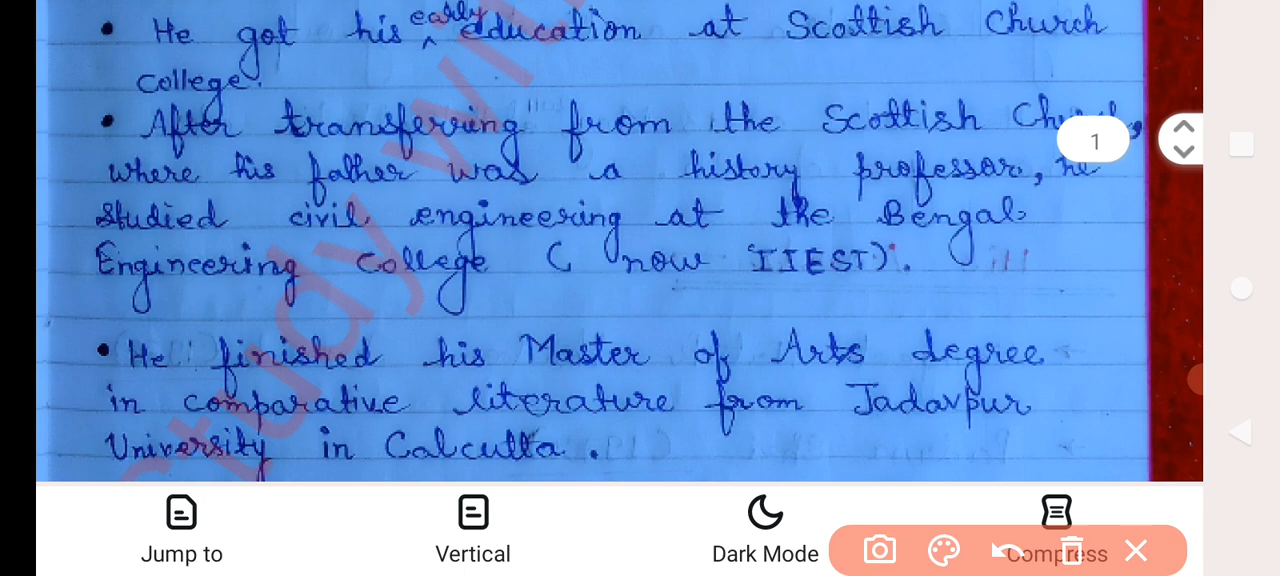 • He got his early education at Scottish Church
College.
• After transferring from the Scottish
where his father was a history professor, he
studied civil engineering at the Bengal
Engineering College ( now IIEST).
• He finished his Master of Arts degree
in comparative literature from Jadavpur
University in Calcutta.
1
Study with
Jump to
Vertical
Dark Mode
Compress